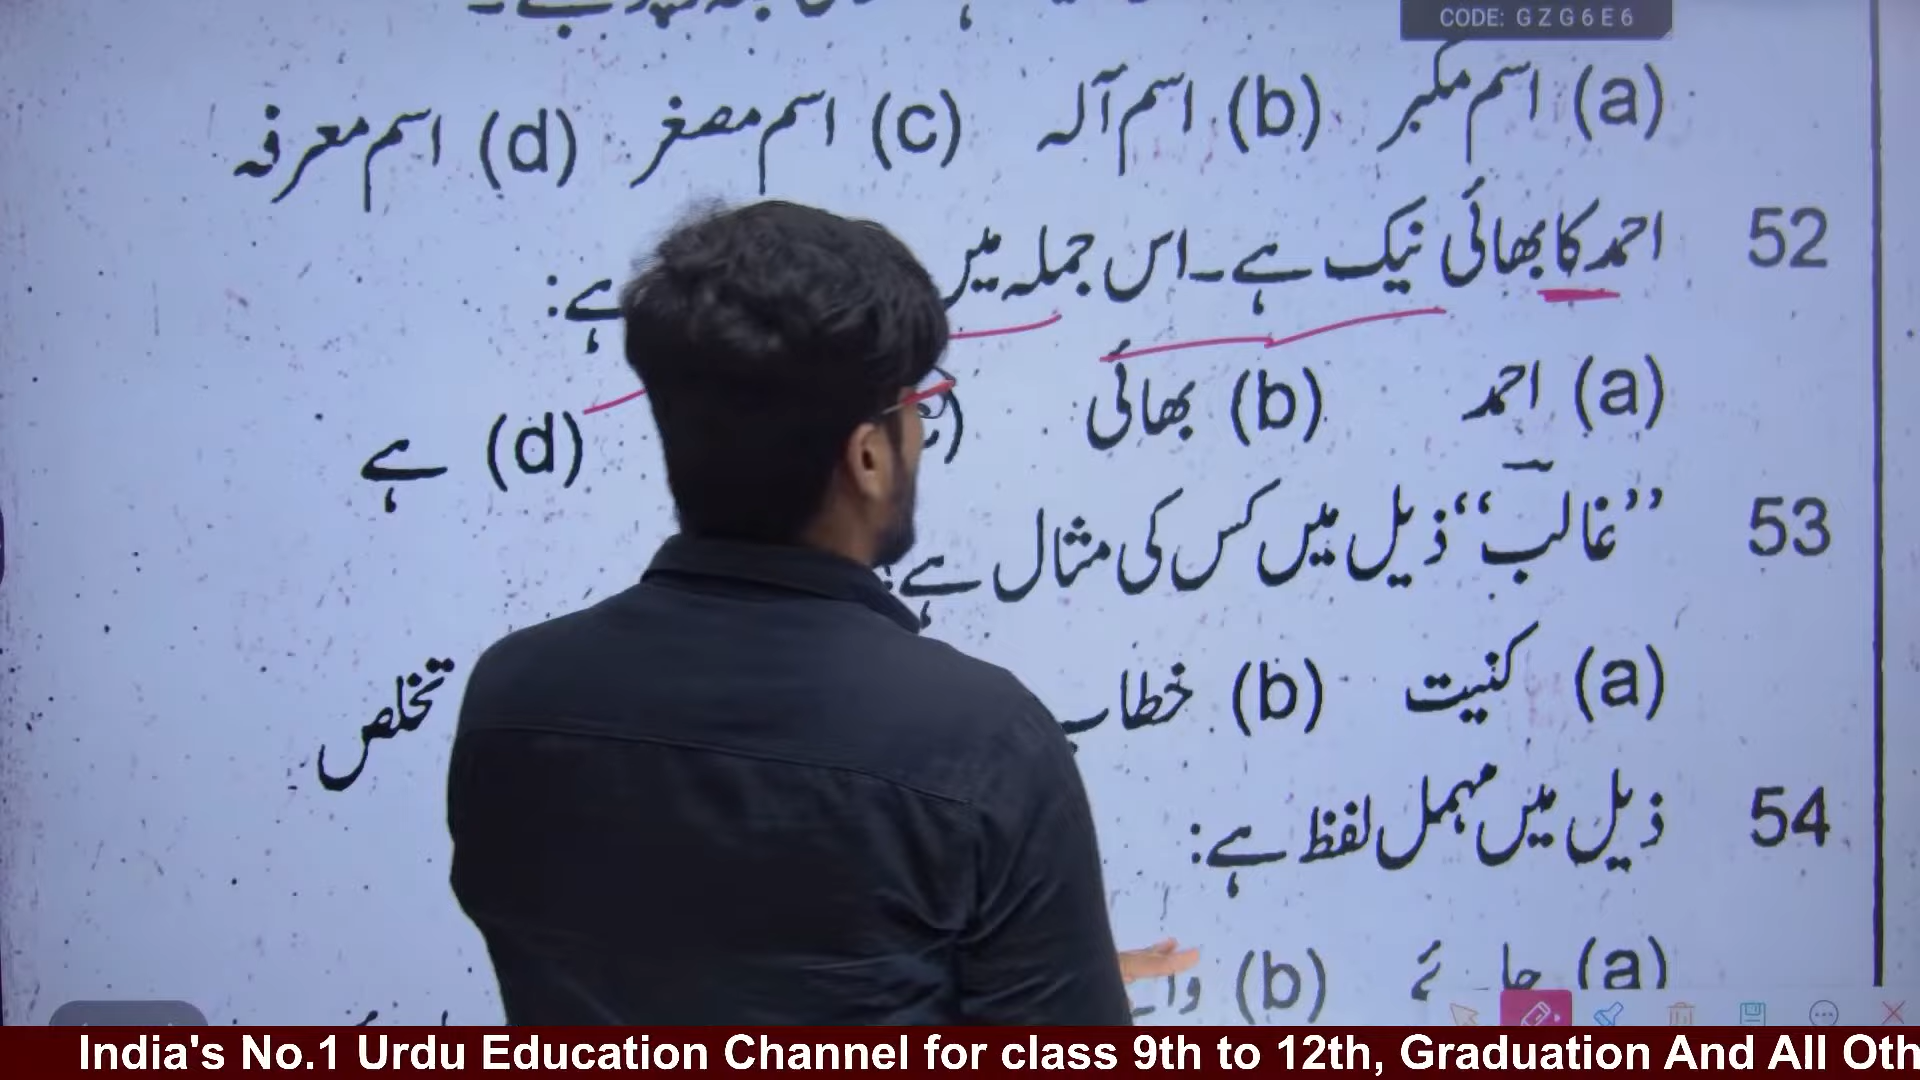 CODE: GZG6E6
(a) اسم مکبر (b) اسم آلہ (c) اسم مصغر (d) اسم معرفہ
52 احمد کا بھائی نیک ہے۔ اس جملہ میں ہے:
(a) احمد (b) بھائی (d) ہے
53 ”غالب“ ذیل میں کس کی مثال ہے:
(a) کنیت (b) خطاب تخلص
54 ذیل میں مہمل لفظ ہے:
(a) (b)
India's No.1 Urdu Education Channel for class 9th to 12th, Graduation And All Oth